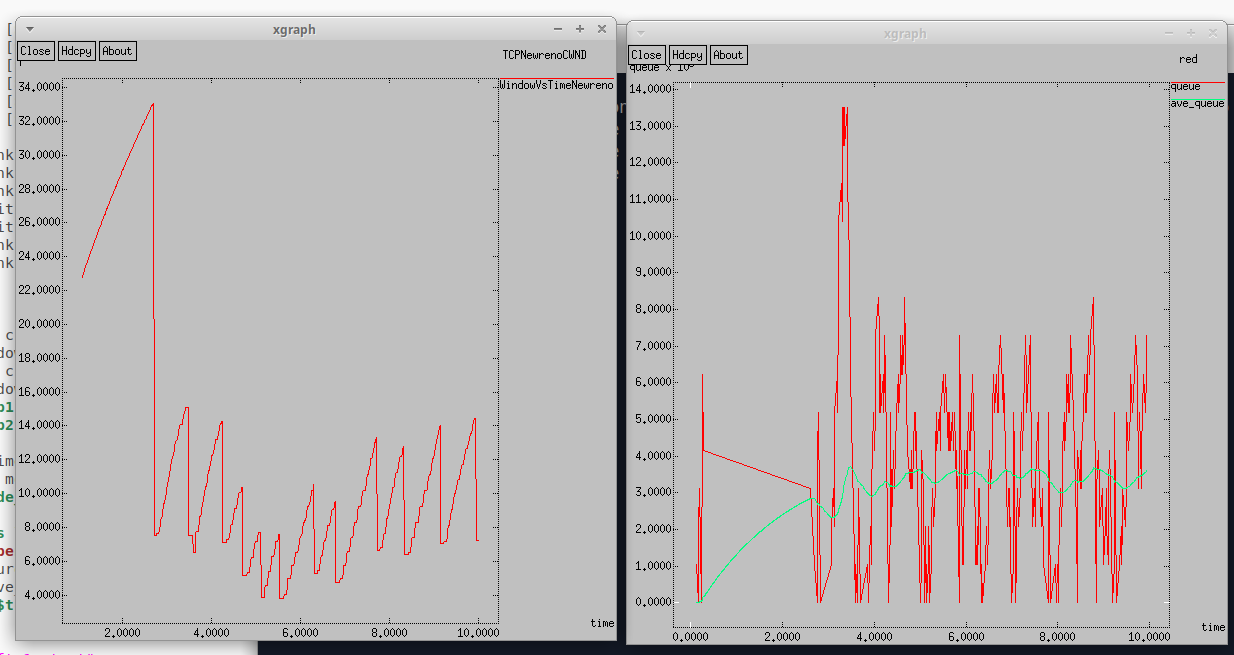 xgraph
Close Hdcpy About
TCPNewrenoCWND
WindowVsTimeNewreno
34.0000
32.0000
30.0000
28.0000
26.0000
24.0000
22.0000
20.0000
18.0000
16.0000
14.0000
12.0000
10.0000
8.0000
6.0000
4.0000
2.0000 4.0000 6.0000 8.0000 10.0000
time
xgraph
Close Hdcpy About
red
queue
ave_queue
14.0000
13.0000
12.0000
11.0000
10.0000
9.0000
8.0000
7.0000
6.0000
5.0000
4.0000
3.0000
2.0000
1.0000
0.0000
0.0000 2.0000 4.0000 6.0000 8.0000 10.0000
time